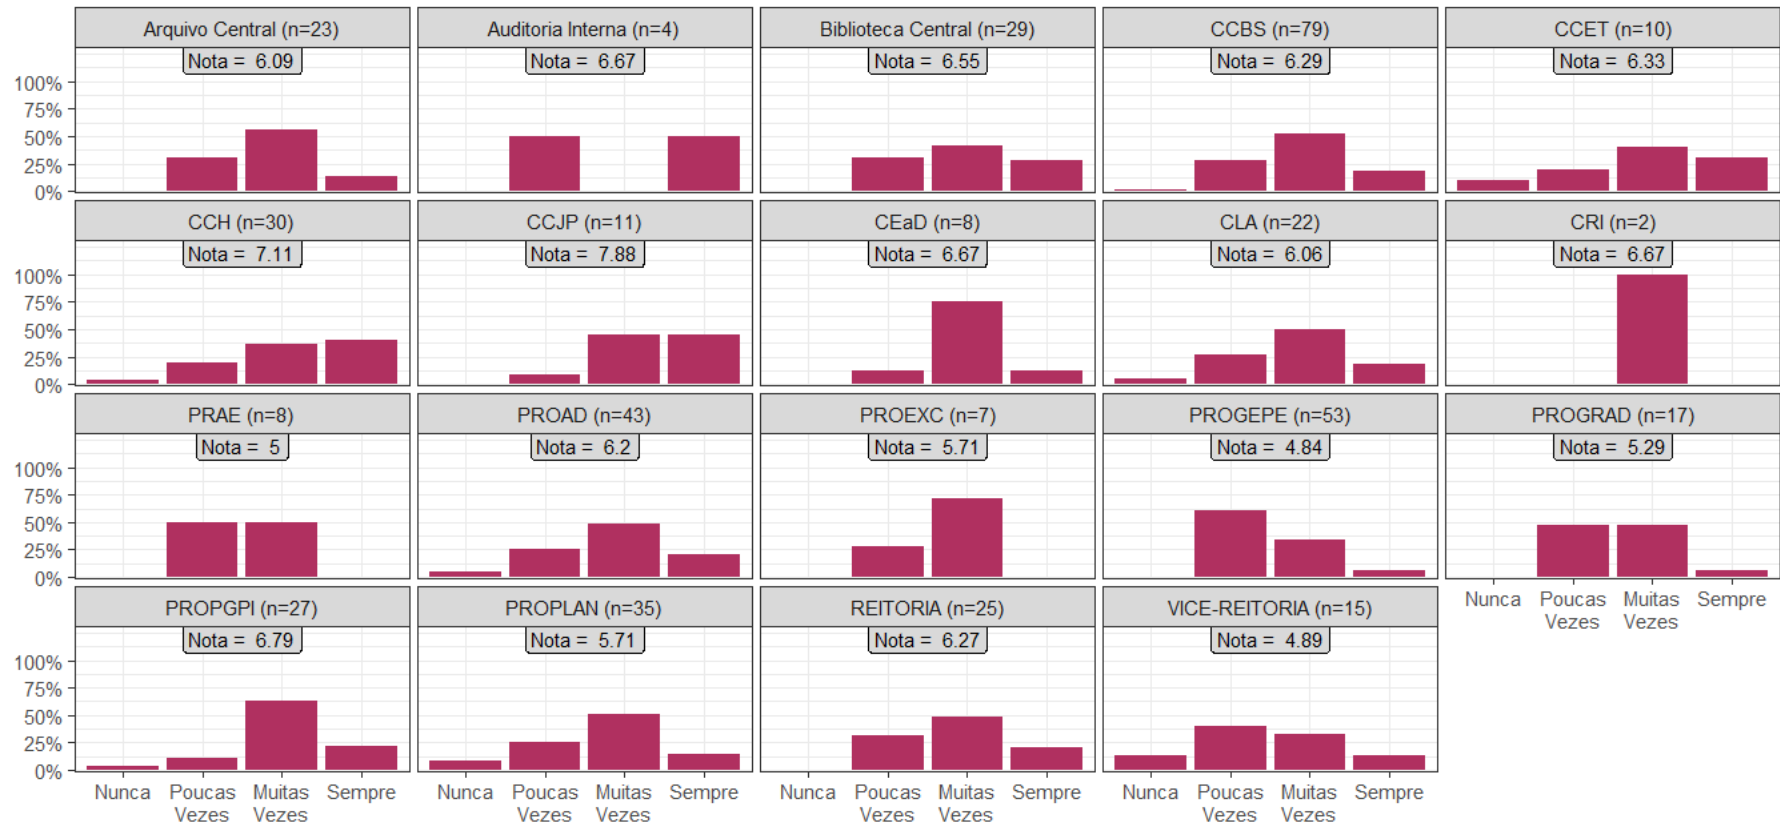 Arquivo Central (n=23)
Auditoria Interna (n=4)
Biblioteca Central (n=29)
CCBS (n=79)
CCET (n=10)
Nota = 6.09
Nota = 6.67
Nota = 6.55
Nota = 6.29
Nota = 6.33
100%
75%
50%
25%
0%
CCH (n=30)
CCJP (n=11)
CEaD (n=8)
CLA (n=22)
CRI (n=2)
Nota = 7.11
Nota = 7.88
Nota = 6.67
Nota = 6.06
Nota = 6.67
100%
75%
50%
25%
0%
PRAE (n=8)
PROAD (n=43)
PROEXC (n=7)
PROGEPE (n=53)
PROGRAD (n=17)
Nota = 5
Nota = 6.2
Nota = 5.71
Nota = 4.84
Nota = 5.29
100%
75%
50%
25%
0%
Nunca
Poucas
Vezes
Muitas
Vezes
Sempre
PROPGPI (n=27)
PROPLAN (n=35)
REITORIA (n=25)
VICE-REITORIA (n=15)
Nota = 6.79
Nota = 5.71
Nota = 6.27
Nota = 4.89
100%
75%
50%
25%
0%
Nunca
Poucas
Vezes
Muitas
Vezes
Sempre
Nunca
Poucas
Vezes
Muitas
Vezes
Sempre
Nunca
Poucas
Vezes
Muitas
Vezes
Sempre
Nunca
Poucas
Vezes
Muitas
Vezes
Sempre